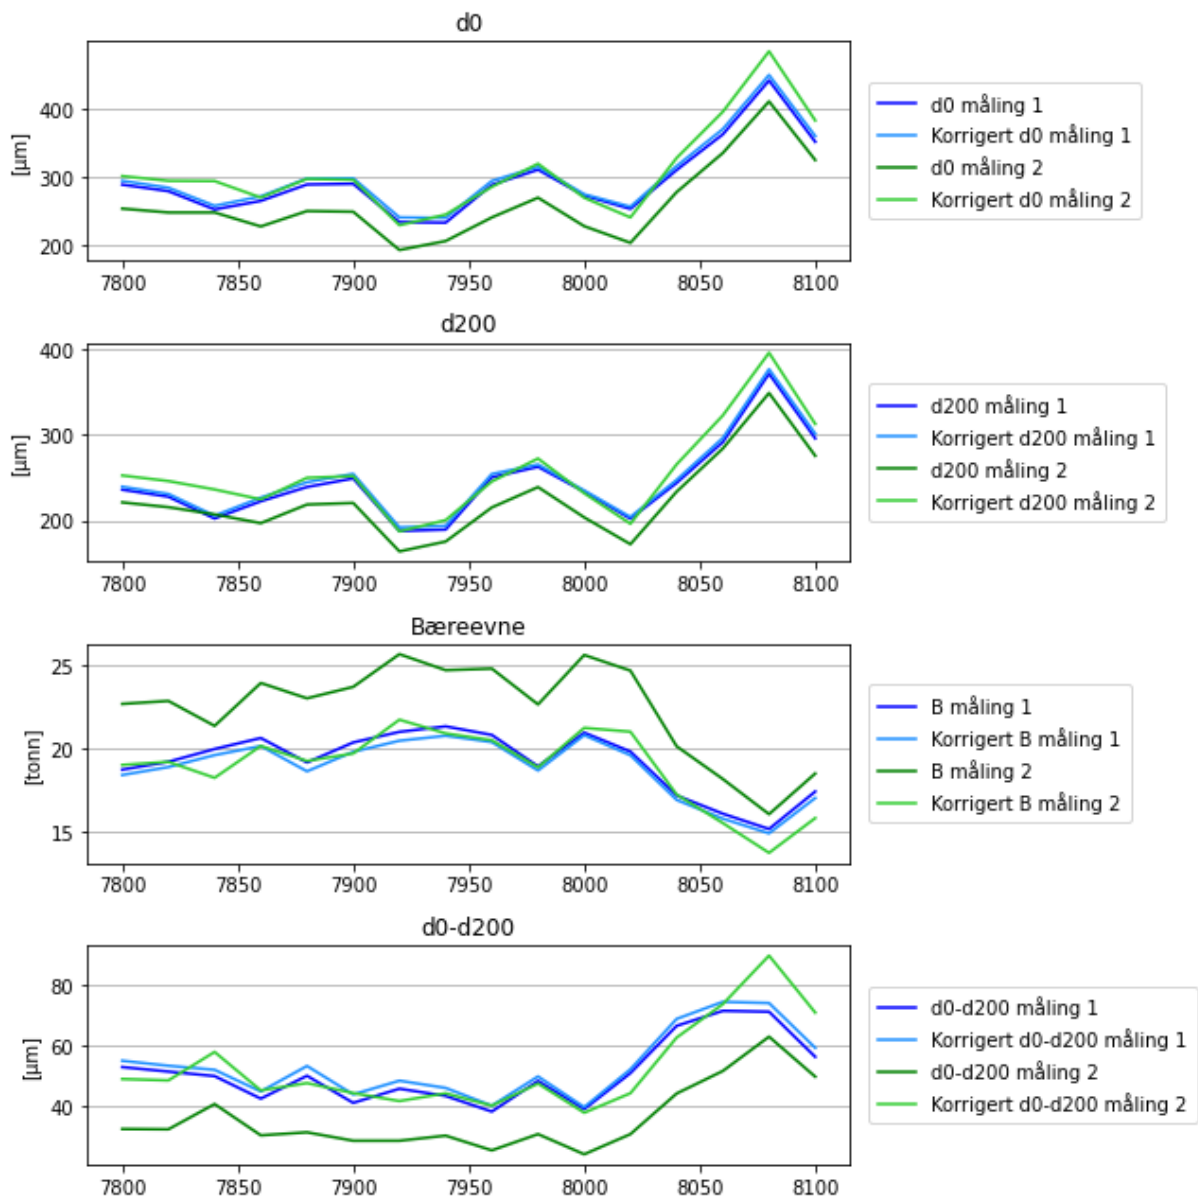 d0
[µm]
400
300
200
7800 7850 7900 7950 8000 8050 8100
d0 måling 1
Korrigert d0 måling 1
d0 måling 2
Korrigert d0 måling 2
d200
[µm]
400
300
200
7800 7850 7900 7950 8000 8050 8100
d200 måling 1
Korrigert d200 måling 1
d200 måling 2
Korrigert d200 måling 2
Bæreevne
[tonn]
25
20
15
7800 7850 7900 7950 8000 8050 8100
B måling 1
Korrigert B måling 1
B måling 2
Korrigert B måling 2
d0-d200
[µm]
80
60
40
7800 7850 7900 7950 8000 8050 8100
d0-d200 måling 1
Korrigert d0-d200 måling 1
d0-d200 måling 2
Korrigert d0-d200 måling 2